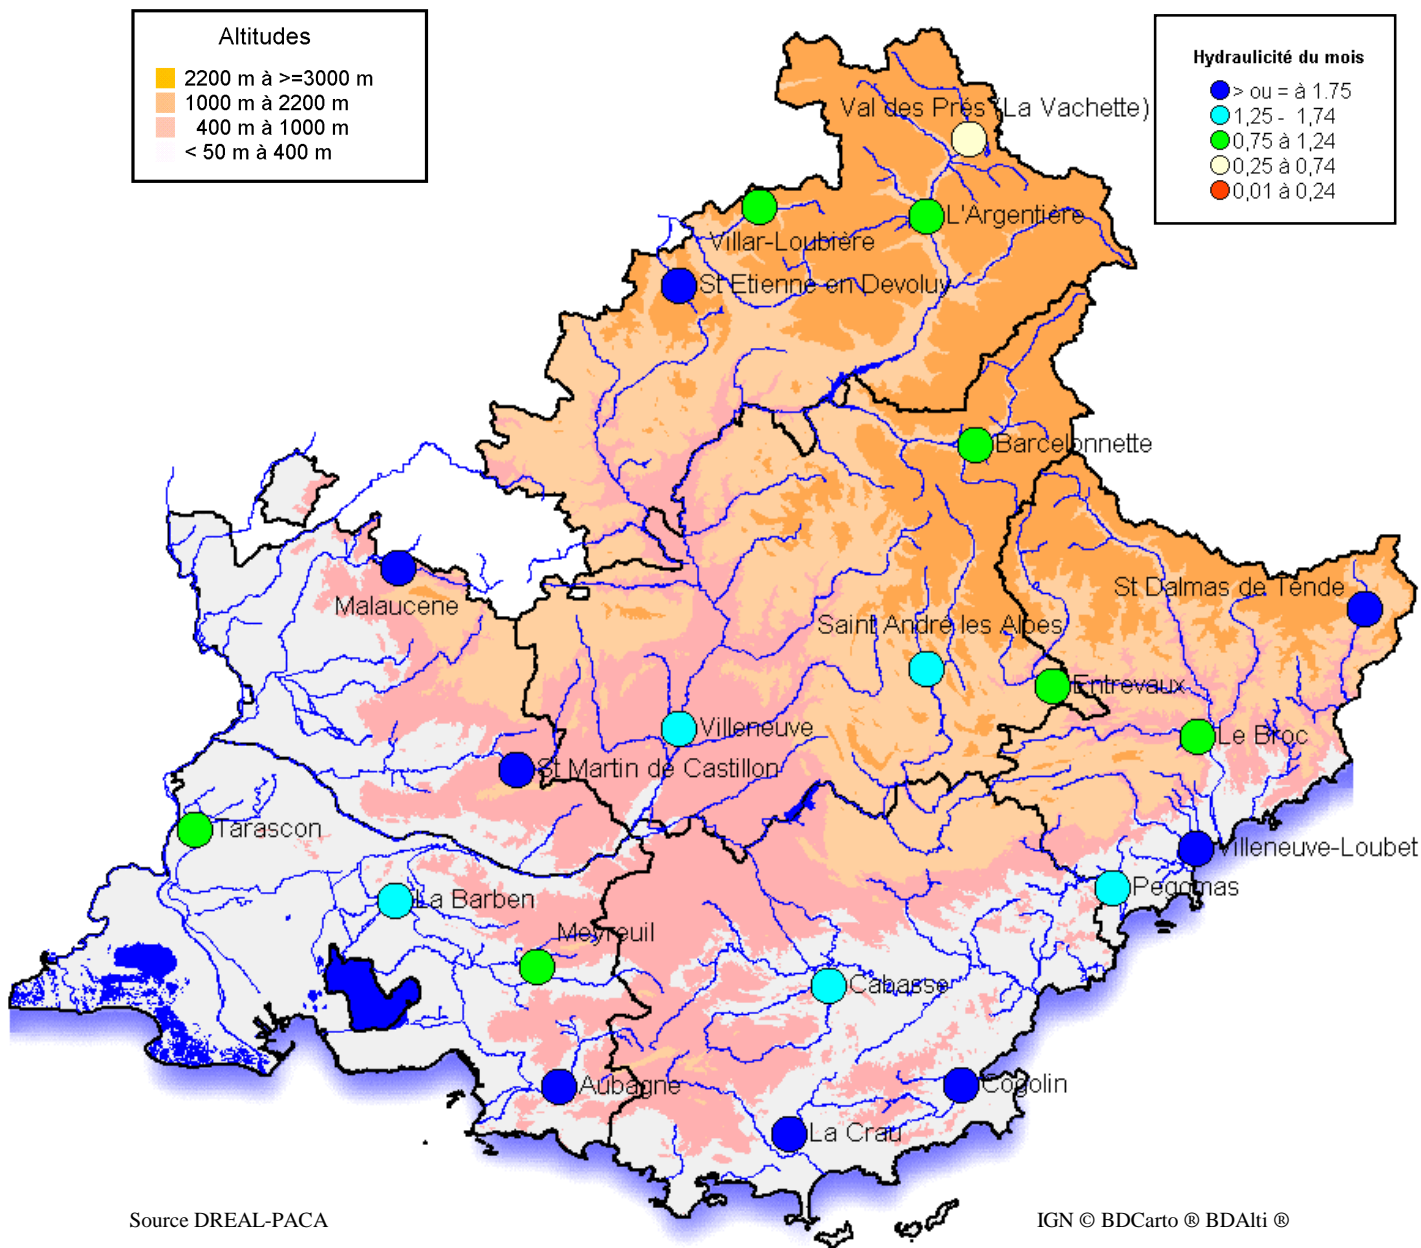 Altitudes
2200 m à >=3000 m
1000 m à 2200 m
400 m à 1000 m
< 50 m à 400 m
Hydraulicité du mois
> ou = à 1.75
1,25 - 1,74
0,75 à 1,24
0,25 à 0,74
0,01 à 0,24
Val des Prés (La Vachette)
L'Argentière
Villar-Loubière
St Etienne en Devoluy
Barcelonnette
Malaucene
St Dalmas de Tende
Saint André les Alpes
Entrevaux
Villeneuve
Le Broc
St Martin de Castillon
Tarascon
Villeneuve-Loubet
Pegomas
La Barben
Meyreuil
Cabasse
Aubagne
Cogolin
La Crau
Source DREAL-PACA
IGN © BDCarto ® BDAlti ®